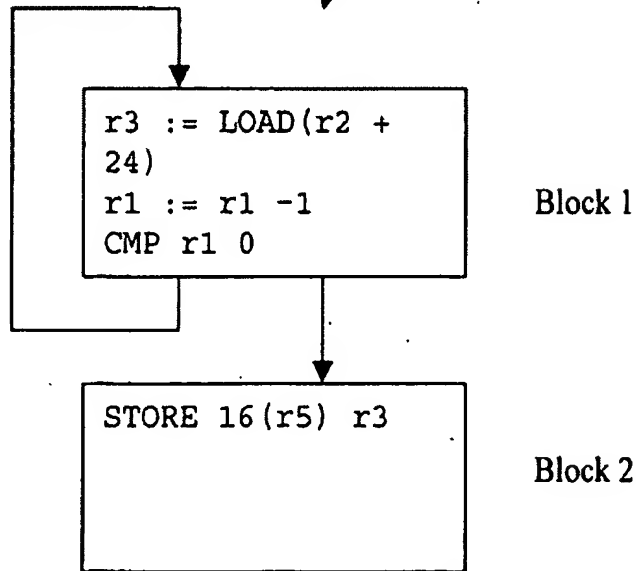 r3 := LOAD(r2 +
24)
r1 := r1 -1
CMP r1 0
Block 1
STORE 16(r5) r3
Block 2